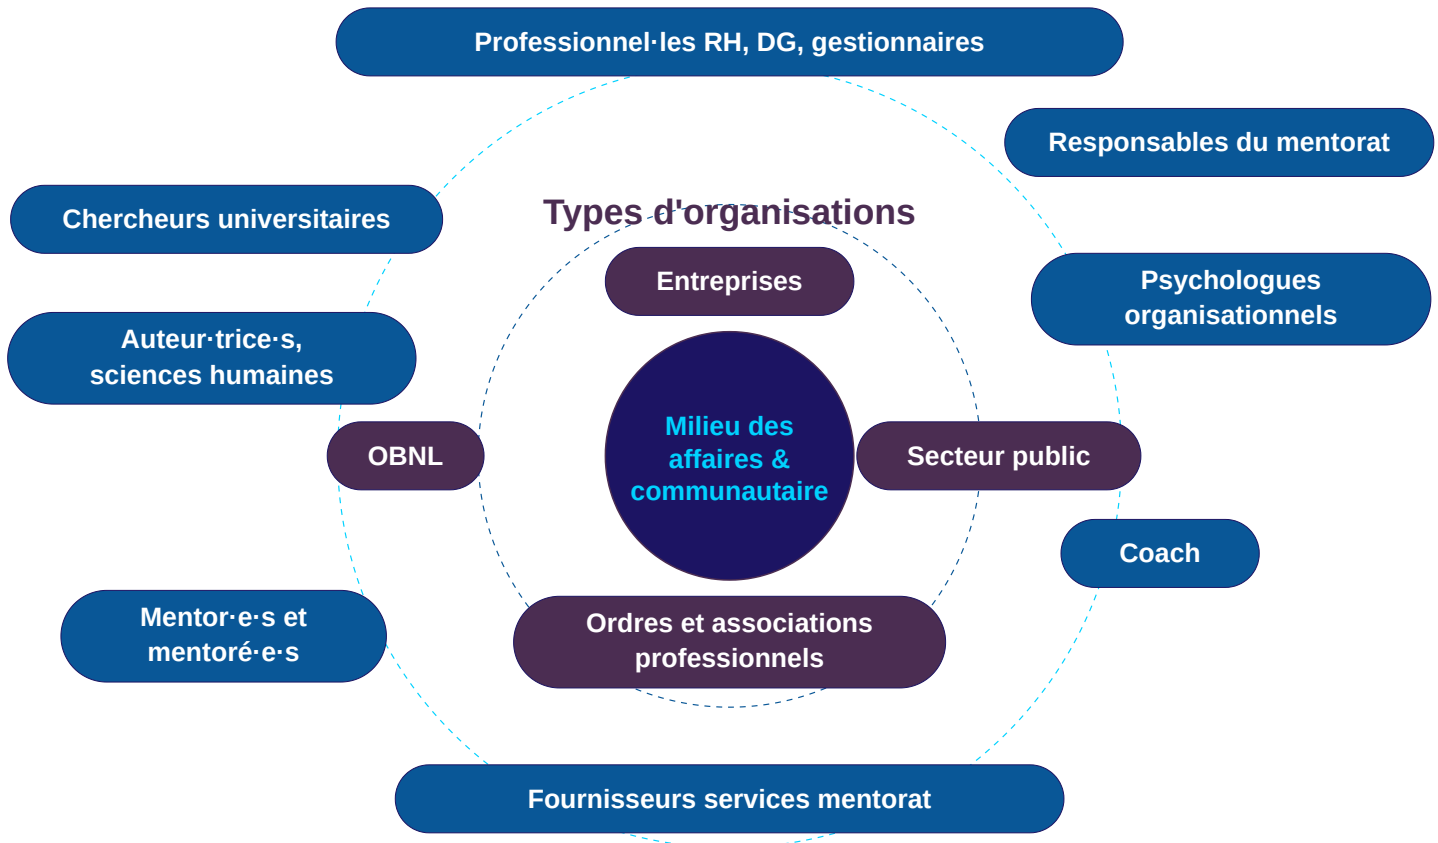 Professionnel·les RH, DG, gestionnaires
Responsables du mentorat
Chercheurs universitaires
Types d'organisations
Entreprises
Psychologues
organisationnels
Auteur·trice·s,
sciences humaines
Milieu des
affaires &
communautaire
OBNL
Secteur public
Coach
Mentor·e·s et
mentoré·e·s
Ordres et associations
professionnels
Fournisseurs services mentorat